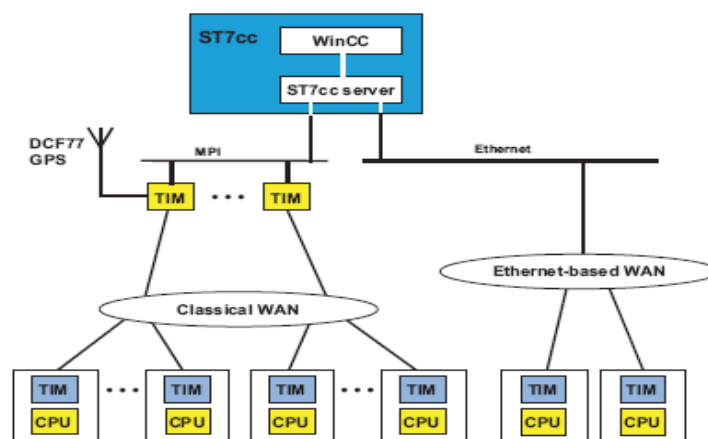 ST7cc
WinCC
ST7cc server
DCF77
GPS
MPI
Ethernet
TIM
TIM
Ethernet-based WAN
Classical WAN
TIM
TIM
TIM
TIM
TIM
TIM
CPU
CPU
CPU
CPU
CPU
CPU